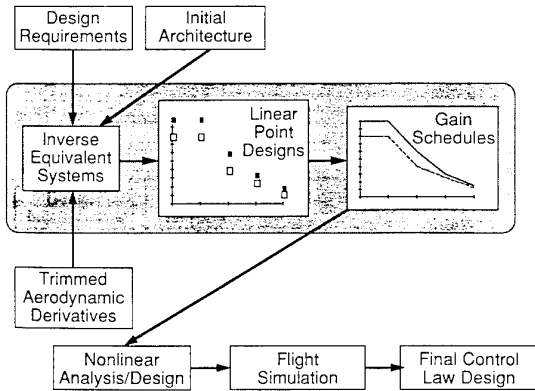 Design
Requirements
Initial
Architecture
Inverse
Equivalent
Systems
Linear
Point
Designs
Gain
Schedules
Trimmed
Aerodynamic
Derivatives
Nonlinear
Analysis/Design
Flight
Simulation
Final Control
Law Design